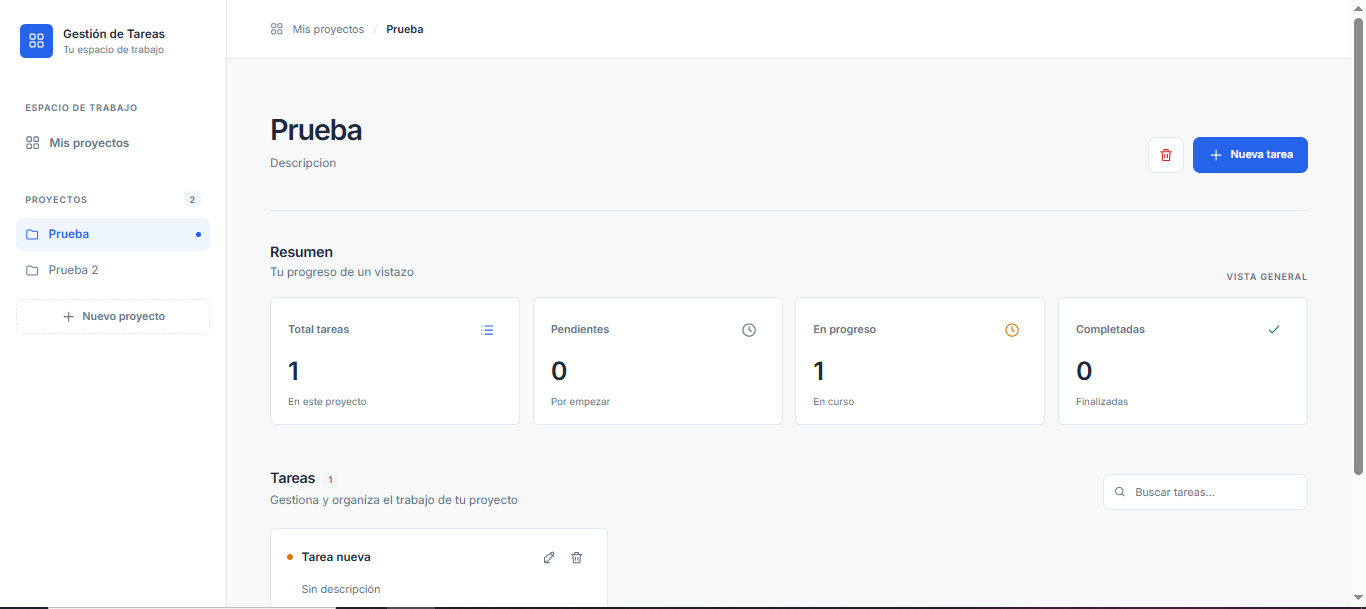 Gestión de Tareas
Tu espacio de trabajo
ESPACIO DE TRABAJO
Mis proyectos
PROYECTOS 2
Prueba
Prueba 2
+ Nuevo proyecto
Mis proyectos / Prueba
Prueba
Descripcion
+ Nueva tarea
Resumen
Tu progreso de un vistazo
VISTA GENERAL
Total tareas
1
En este proyecto
Pendientes
0
Por empezar
En progreso
1
En curso
Completadas
0
Finalizadas
Tareas 1
Gestiona y organiza el trabajo de tu proyecto
Buscar tareas...
Tarea nueva
Sin descripción